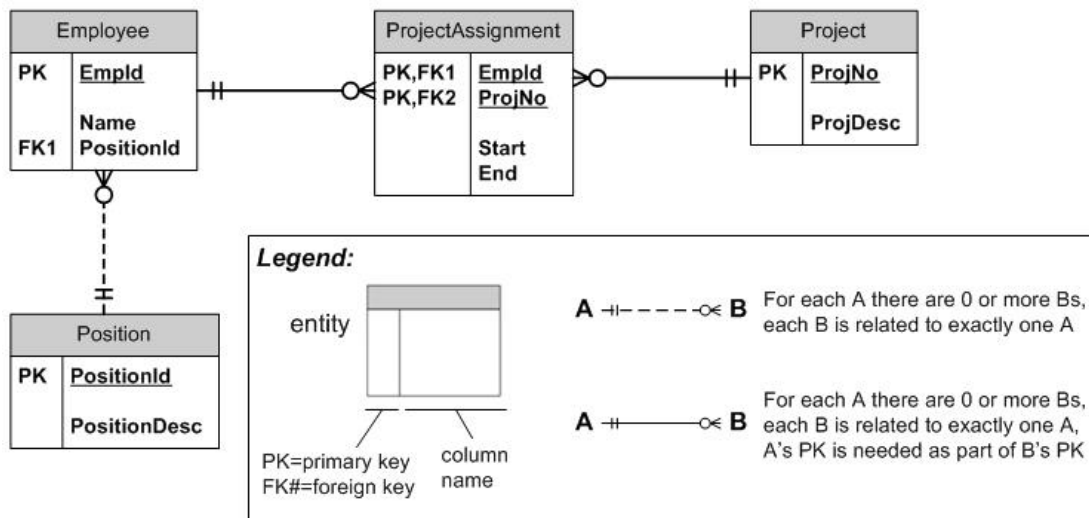 Employee
PK EmpId
Name
FK1 PositionId
ProjectAssignment
PK,FK1 EmpId
PK,FK2 ProjNo
Start
End
Project
PK ProjNo
ProjDesc
Position
PK PositionId
PositionDesc
Legend:
entity
PK=primary key
FK#=foreign key
column
name
A B
For each A there are 0 or more Bs,
each B is related to exactly one A
A B
For each A there are 0 or more Bs,
each B is related to exactly one A,
A's PK is needed as part of B's PK